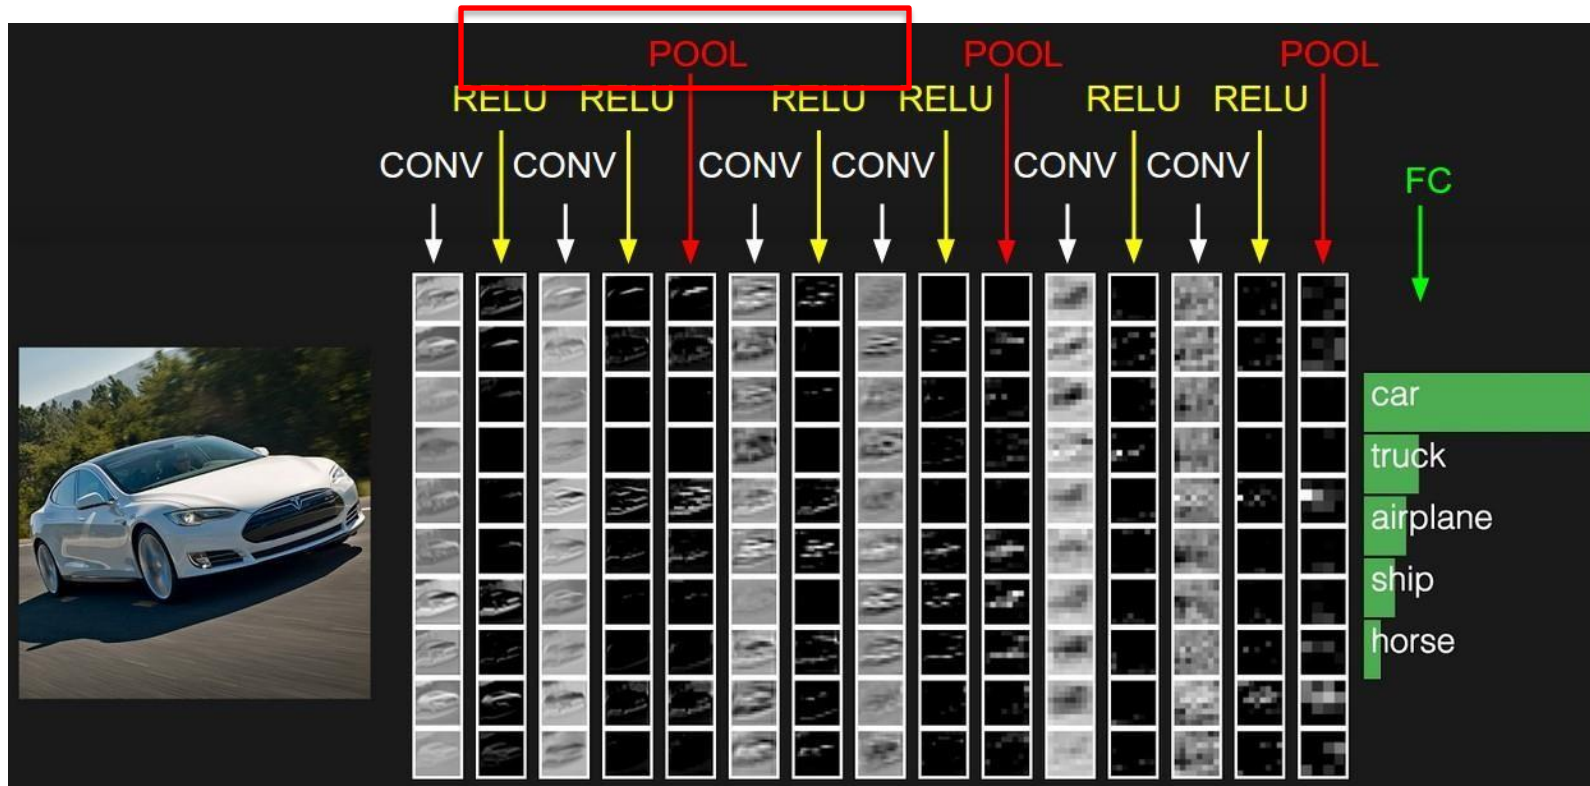 POOL POOL POOL
RELU RELU RELU RELU RELU RELU
CONV CONV CONV CONV CONV CONV
FC
car
truck
airplane
ship
horse